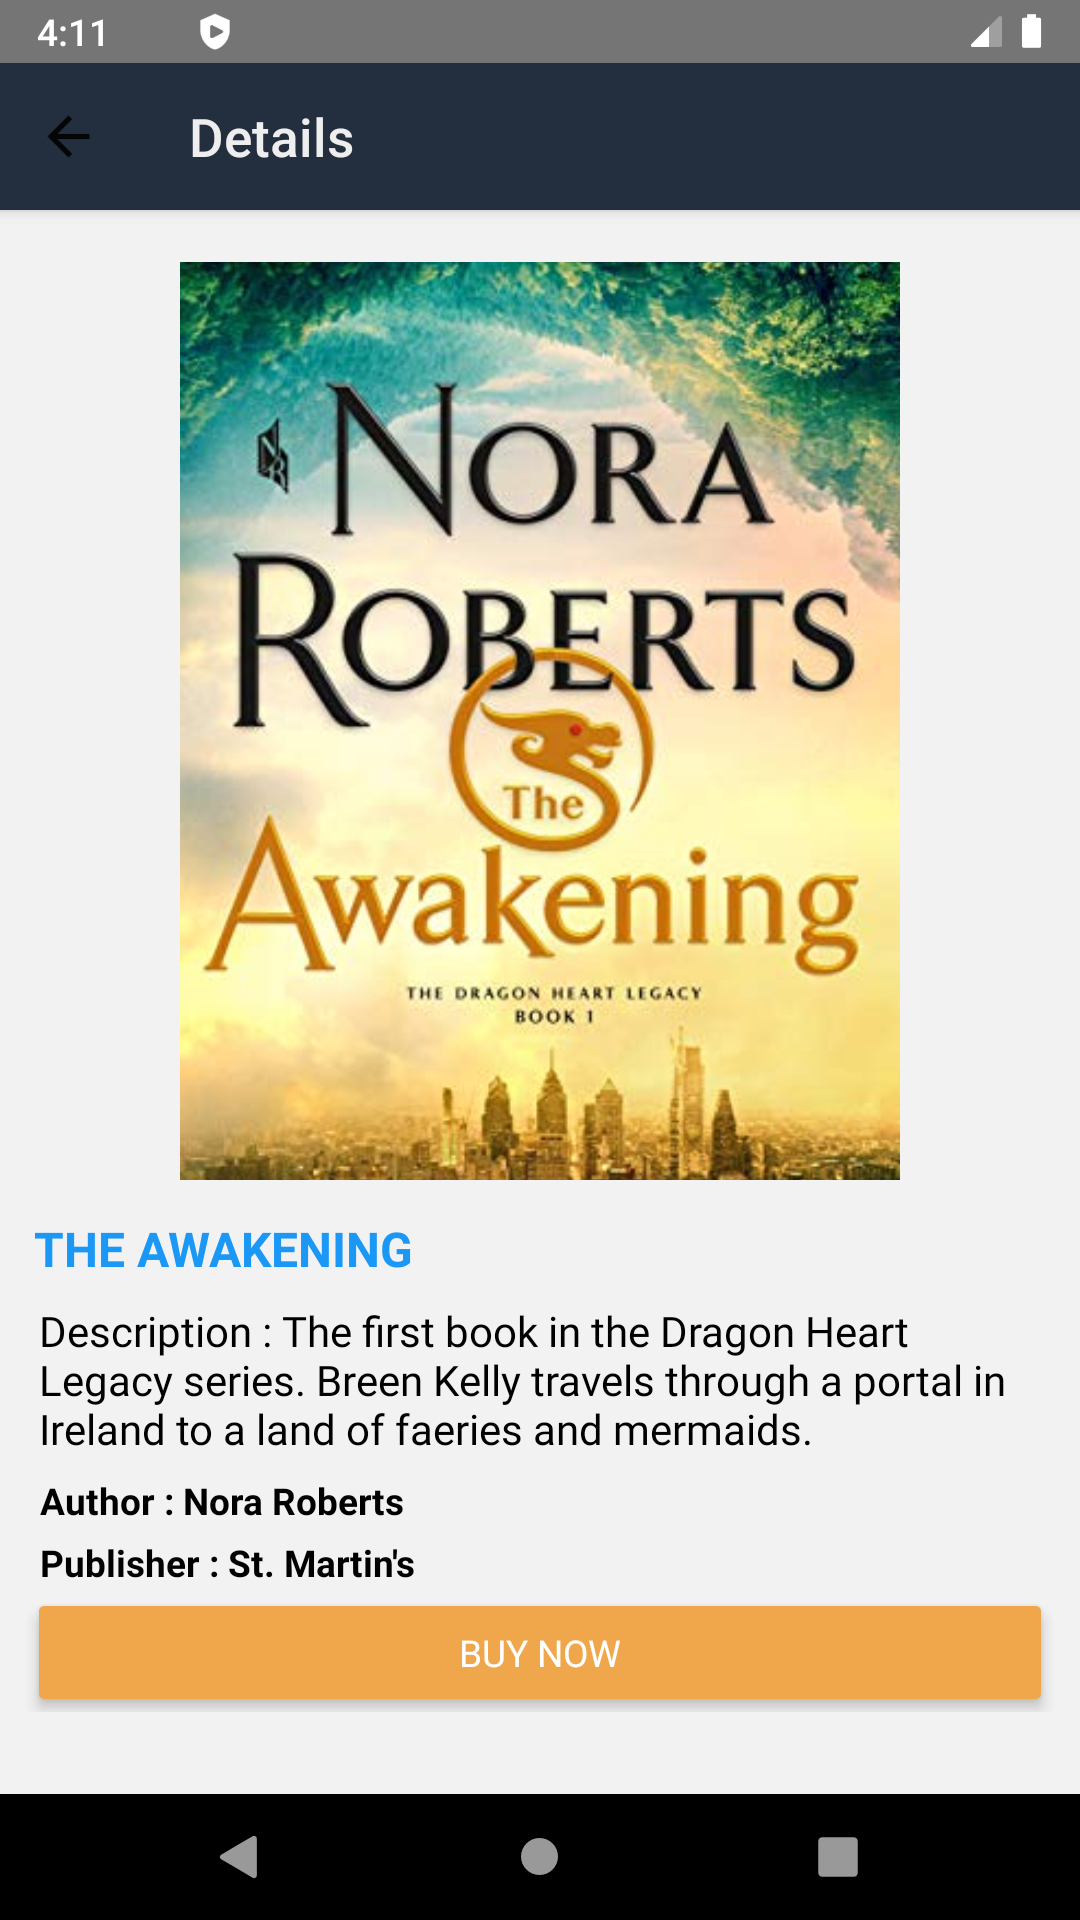 4:11
Details
NORA
ROBERTS
The
Awakening
THE DRAGON HEART LEGACY
BOOK 1
THE AWAKENING
Description : The first book in the Dragon Heart
Legacy series. Breen Kelly travels through a portal in
Ireland to a land of faeries and mermaids.
Author : Nora Roberts
Publisher : St. Martin's
BUY NOW